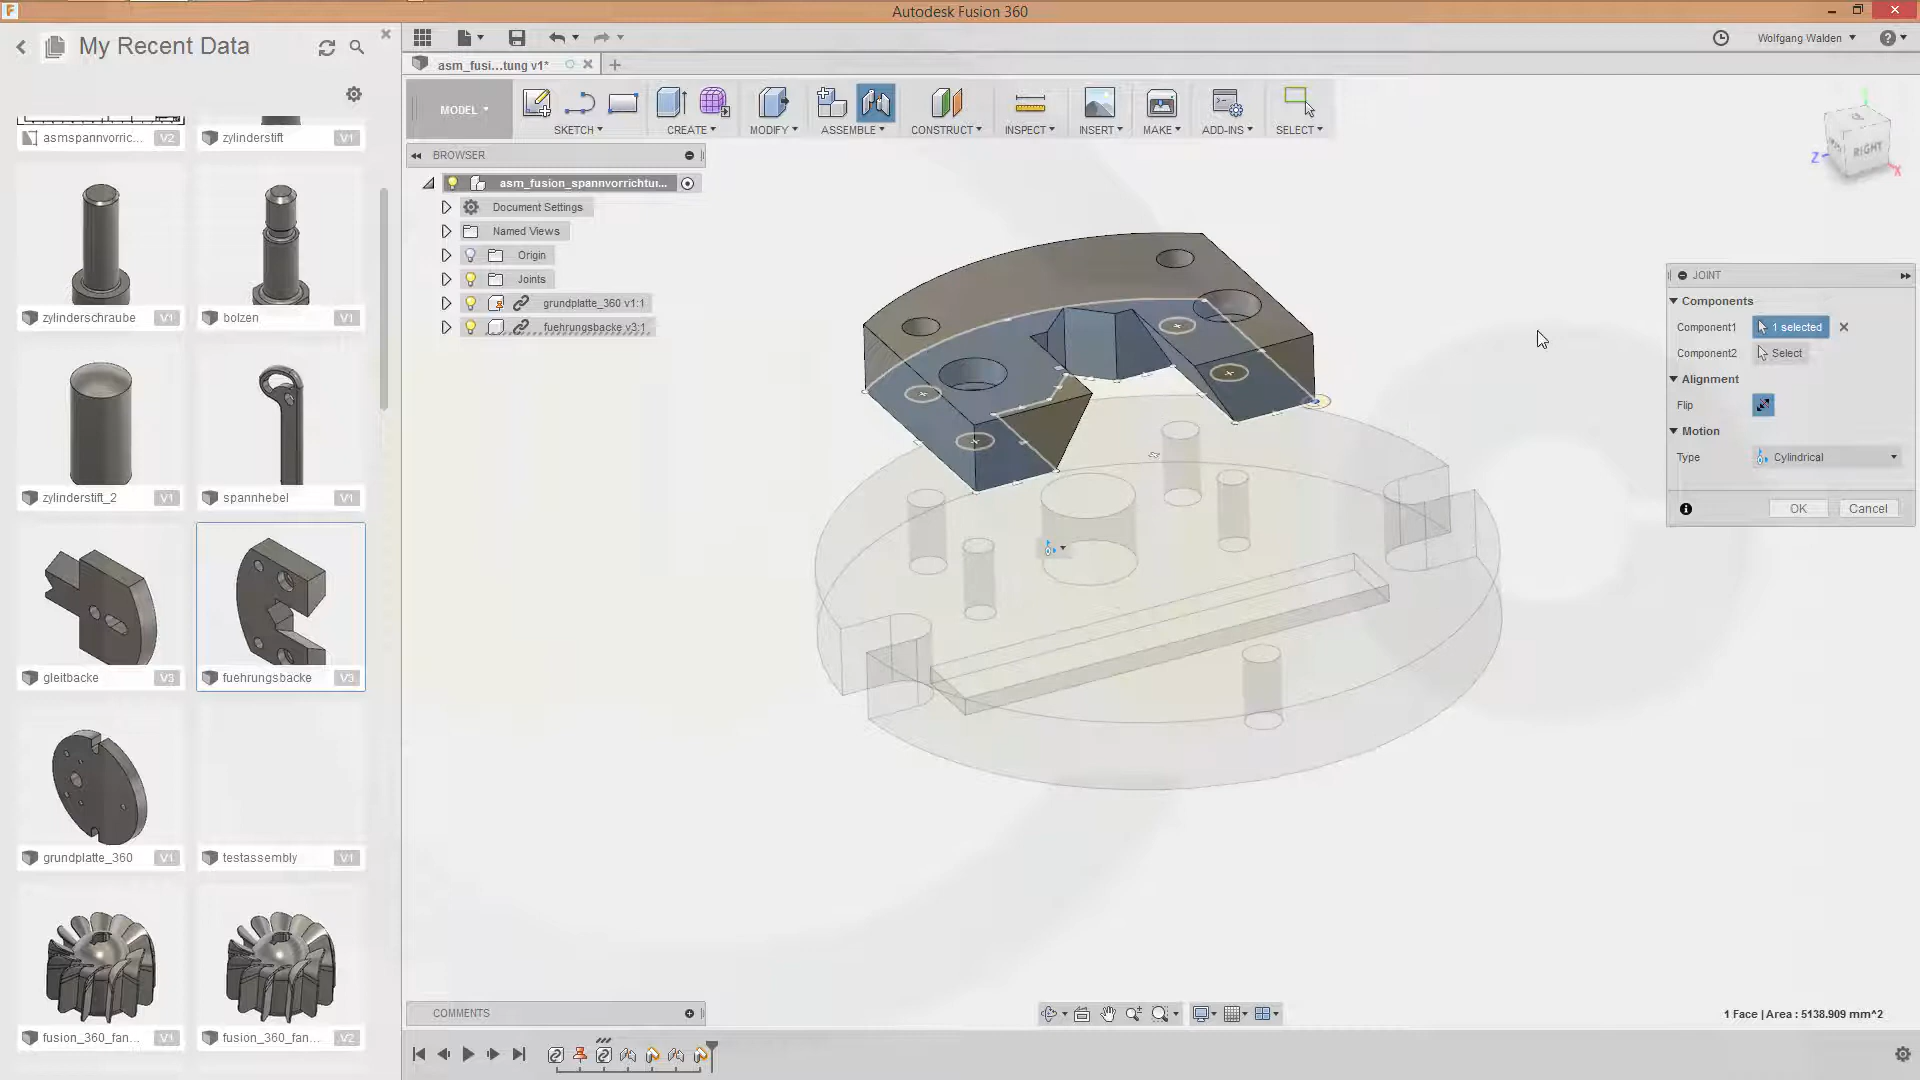 Autodesk Fusion 360
My Recent Data
Wolfgang Walden
asm_fusi...tung v1*
MODEL
SKETCH
CREATE
MODIFY
ASSEMBLE
CONSTRUCT
INSPECT
INSERT
MAKE
ADD-INS
SELECT
BROWSER
asm_fusion_spannvorrichtu...
Document Settings
Named Views
Origin
Joints
grundplatte_360 v1:1
fuehrungsbacke v3:1
asmspannvorric... V2
zylinderstift V1
zylinderschraube V1
bolzen V1
zylinderstift_2 V1
spannhebel V1
gleitbacke V3
fuehrungsbacke V3
grundplatte_360 V1
testassembly V1
fusion_360_fan... V1
fusion_360_fan... V2
Z
RIGHT
X
JOINT
Components
Component1 1 selected
Component2 Select
Alignment
Flip
Motion
Type Cylindrical
OK Cancel
COMMENTS
1 Face | Area : 5138.909 mm^2